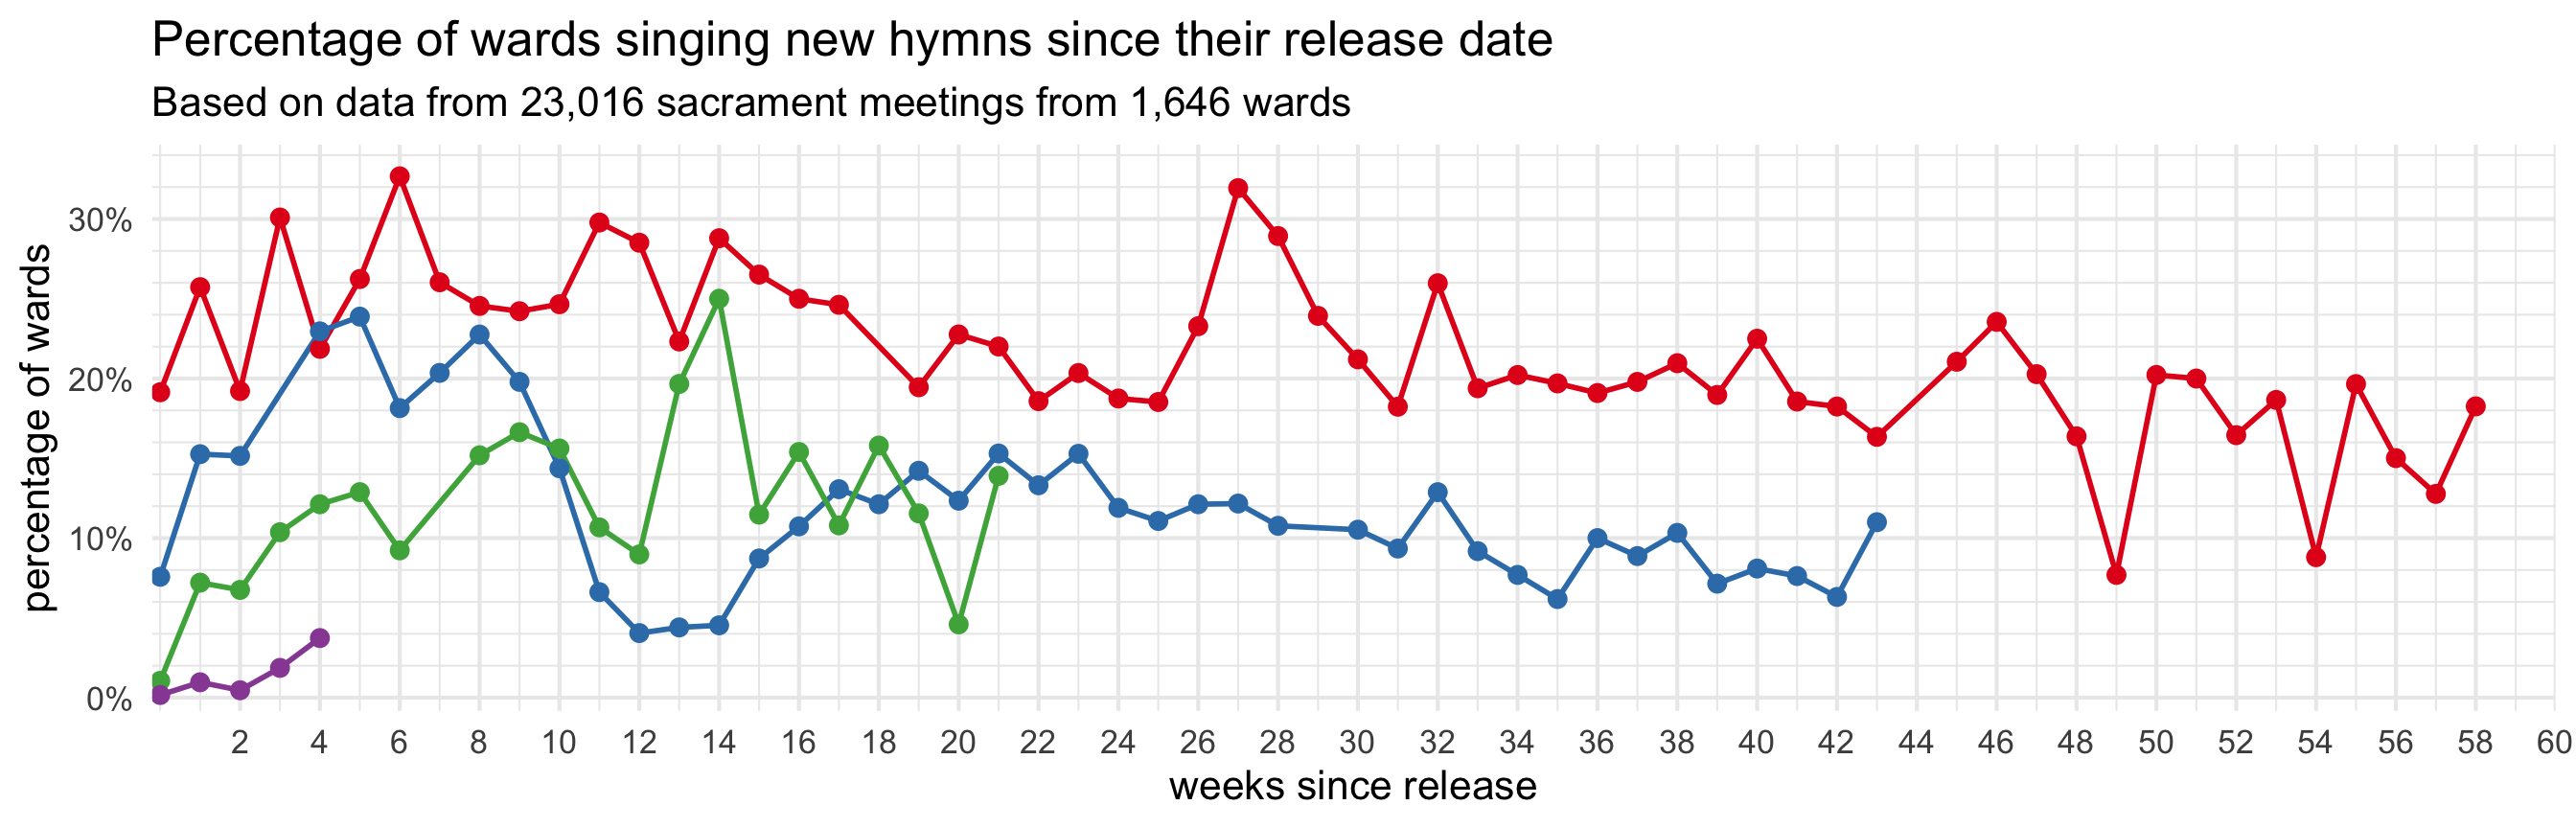 Percentage of wards singing new hymns since their release date
Based on data from 23,016 sacrament meetings from 1,646 wards
percentage of wards
30%
20%
10%
0%
2 4 6 8 10 12 14 16 18 20 22 24 26 28 30 32 34 36 38 40 42 44 46 48 50 52 54 56 58 60
weeks since release